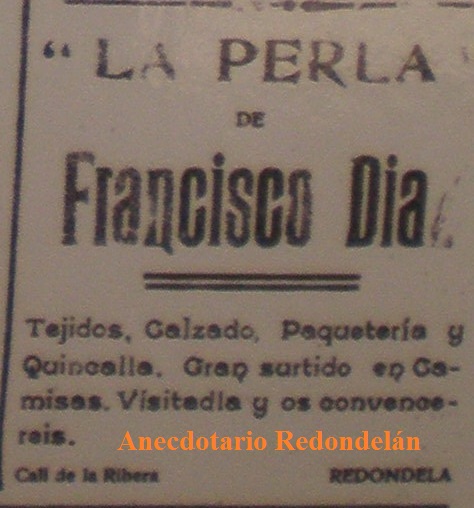 "LA PERLA"
DE
Francisco Dia
Tejidos, Calzado, Paquetería y
Quincalla. Gran surtido en Ca-
misas. Visitadla y os convence-
reis.
Anecdotario Redondelán
Call de la Ribera REDONDELA